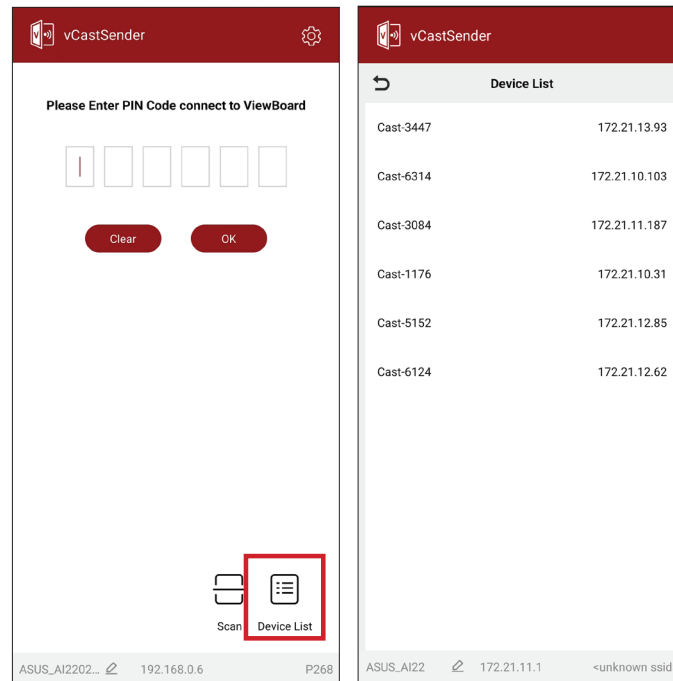 vCastSender
Please Enter PIN Code connect to ViewBoard
Clear
OK
Scan
Device List
ASUS_AI2202...
192.168.0.6
P268
vCastSender
Device List
Cast-3447 172.21.13.93
Cast-6314 172.21.10.103
Cast-3084 172.21.11.187
Cast-1176 172.21.10.31
Cast-5152 172.21.12.85
Cast-6124 172.21.12.62
ASUS_AI22
172.21.11.1
<unknown ssid